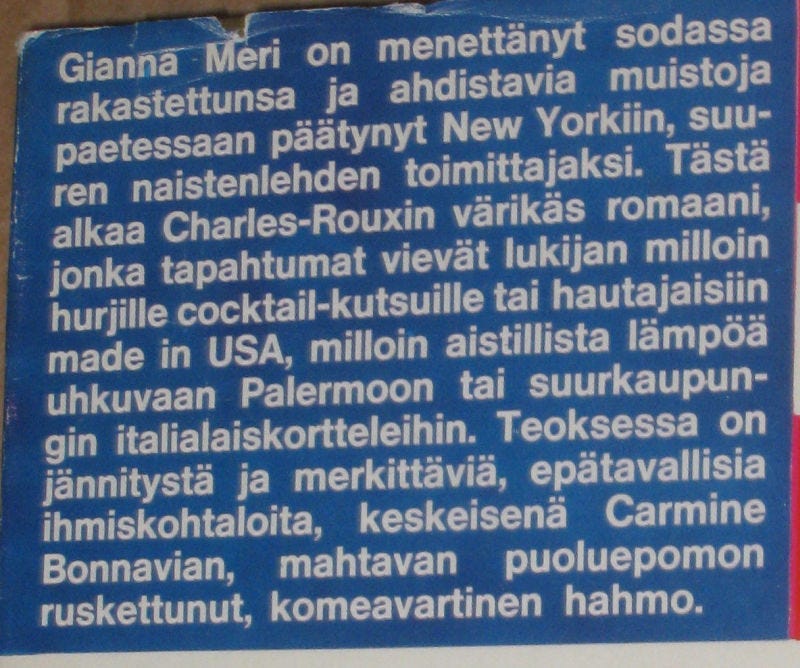 Gianna Meri on menettänyt sodassa
rakastettunsa ja ahdistavia muistoja
paetessaan päätynyt New Yorkiin, suu-
ren naistenlehden toimittajaksi. Tästä
alkaa Charles-Rouxin värikäs romaani,
jonka tapahtumat vievät lukijan milloin
hurjille cocktail-kutsuille tai hautajaisiin
made in USA, milloin aistillista lämpöä
uhkuvaan Palermoon tai suurkaupun-
gin italialaiskortteleihin. Teoksessa on
jännitystä ja merkittäviä, epätavallisia
ihmiskohtaloita, keskeisenä Carmine
Bonnavian, mahtavan puoluepomon
ruskettunut, komeavartinen hahmo.